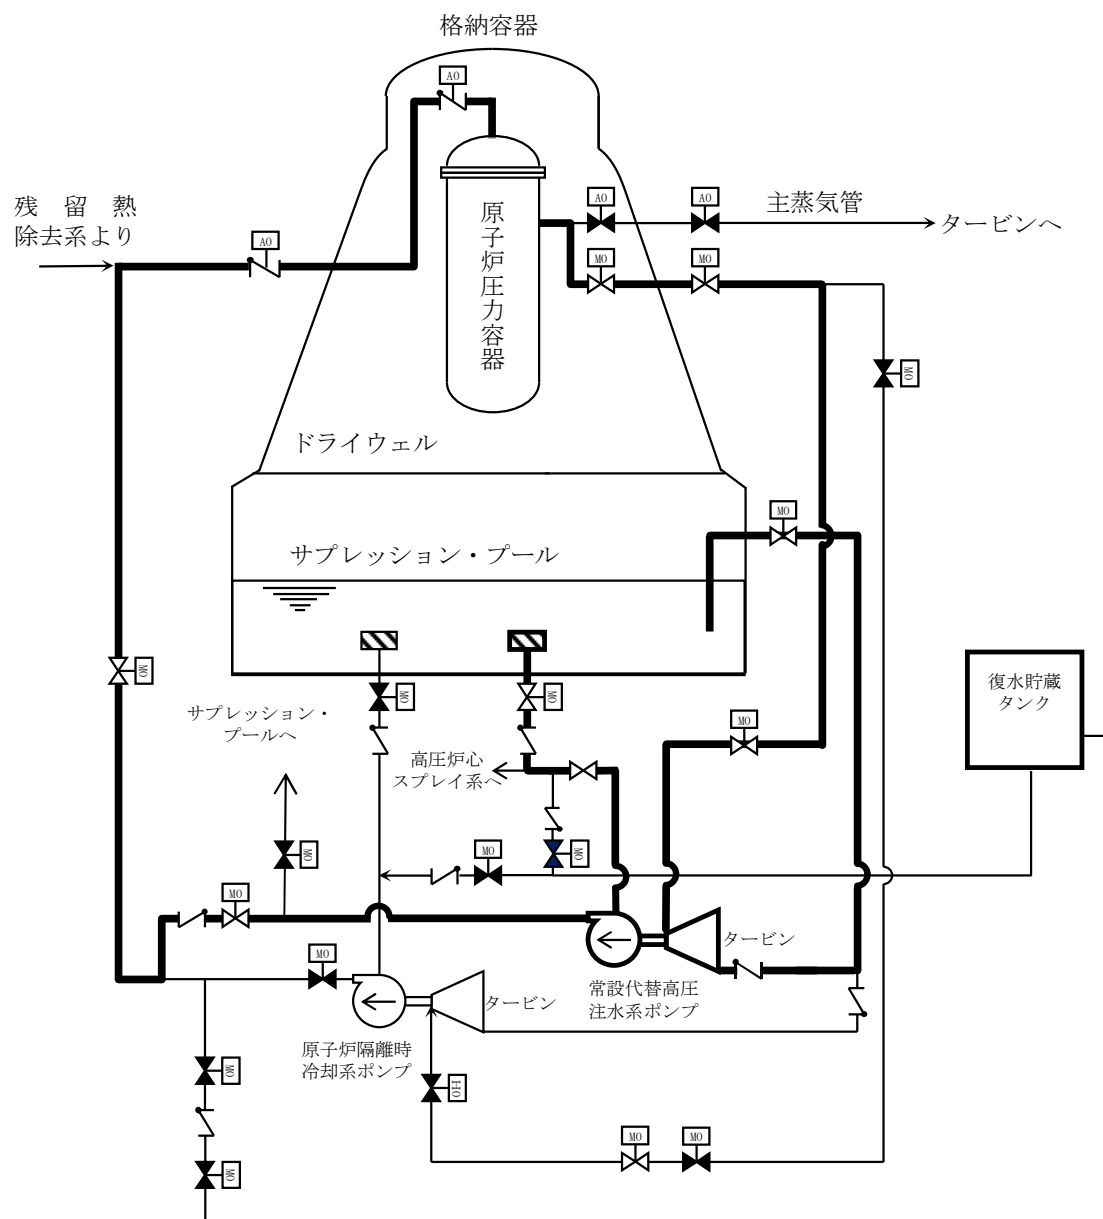 格納容器
AO
残　留　熱
除去系より
AO
原子炉圧力容器
AO
AO
主蒸気管
タービンへ
MO
MO
MO
ドライウェル
サプレッション・プール
MO
MO
MO
MO
サプレッション・
プールへ
高圧炉心
スプレイ系へ
MO
復水貯蔵
タンク
MO
MO
MO
MO
タービン
常設代替高圧
注水系ポンプ
MO
タービン
原子炉隔離時
冷却系ポンプ
MO
HO
MO
MO
MO